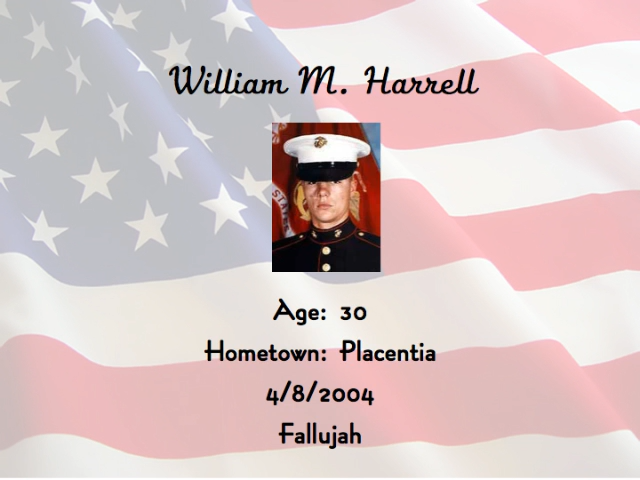 William M. Harrell
Age: 30
Hometown: Placentia
4/8/2004
Fallujah